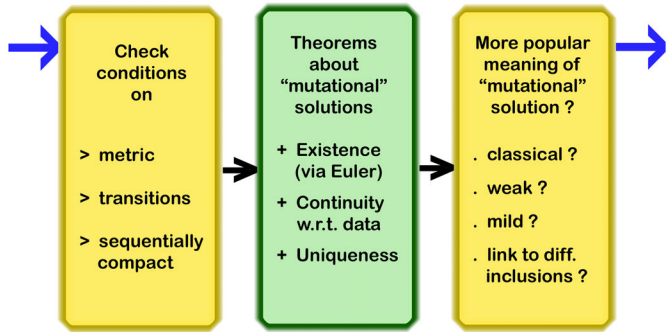 Check
conditions
on
> metric
> transitions
> sequentially
compact
Theorems
about
“mutational”
solutions
+ Existence
(via Euler)
+ Continuity
w.r.t. data
+ Uniqueness
More popular
meaning of
“mutational”
solution ?
. classical ?
. weak ?
. mild ?
. link to diff.
inclusions ?